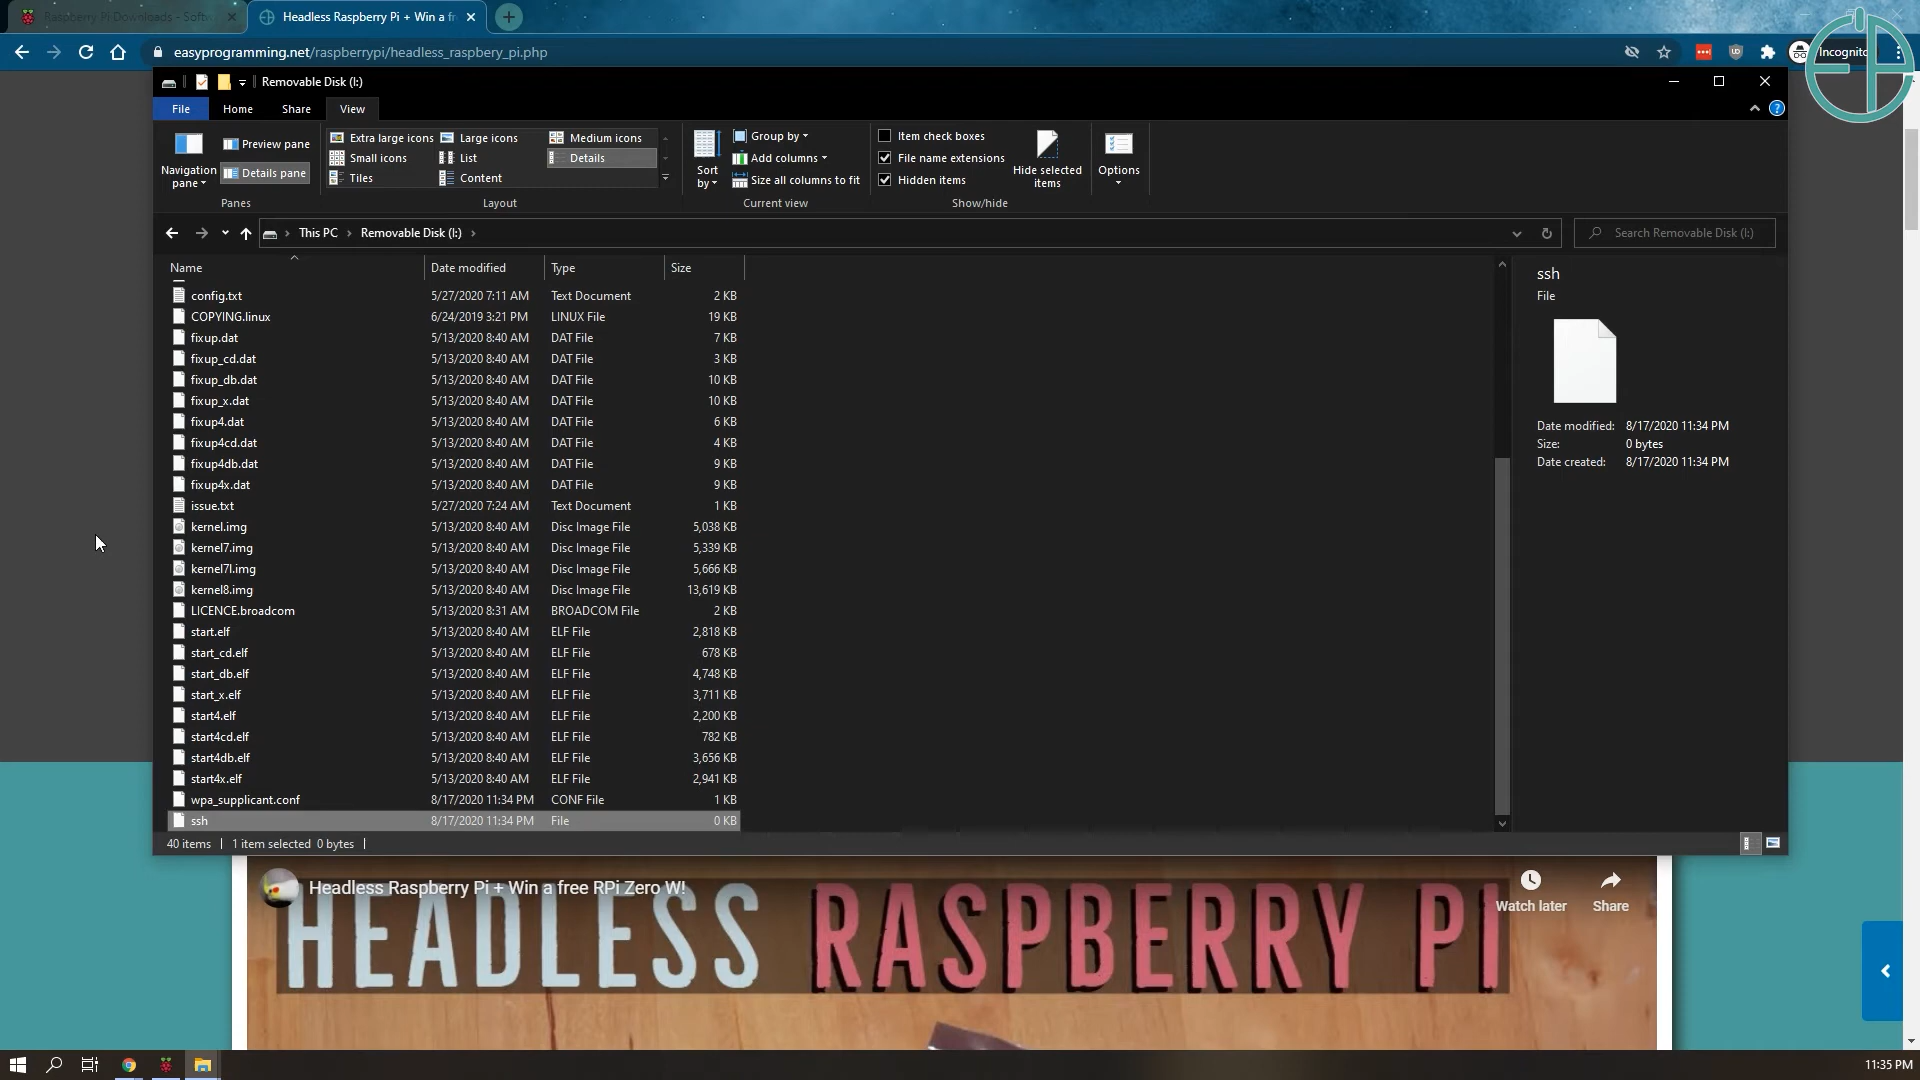 Raspberry Pi Downloads - Softw
Headless Raspberry Pi + Win a fr
easyprogramming.net/raspberrypi/headless_raspbery_pi.php
Incognito
Removable Disk (I:)
File Home Share View
Navigation pane
Preview pane
Details pane
Panes
Extra large icons Large icons Medium icons
Small icons List Details
Tiles Content
Layout
Sort by
Group by
Add columns
Size all columns to fit
Current view
Item check boxes
File name extensions
Hidden items
Hide selected items
Show/hide
Options
This PC Removable Disk (I:)
Search Removable Disk (I:)
Name Date modified Type Size
config.txt 5/27/2020 7:11 AM Text Document 2 KB
COPYING.linux 6/24/2019 3:21 PM LINUX File 19 KB
fixup.dat 5/13/2020 8:40 AM DAT File 7 KB
fixup_cd.dat 5/13/2020 8:40 AM DAT File 3 KB
fixup_db.dat 5/13/2020 8:40 AM DAT File 10 KB
fixup_x.dat 5/13/2020 8:40 AM DAT File 10 KB
fixup4.dat 5/13/2020 8:40 AM DAT File 6 KB
fixup4cd.dat 5/13/2020 8:40 AM DAT File 4 KB
fixup4db.dat 5/13/2020 8:40 AM DAT File 9 KB
fixup4x.dat 5/13/2020 8:40 AM DAT File 9 KB
issue.txt 5/27/2020 7:24 AM Text Document 1 KB
kernel.img 5/13/2020 8:40 AM Disc Image File 5,038 KB
kernel7.img 5/13/2020 8:40 AM Disc Image File 5,339 KB
kernel7l.img 5/13/2020 8:40 AM Disc Image File 5,666 KB
kernel8.img 5/13/2020 8:40 AM Disc Image File 13,619 KB
LICENCE.broadcom 5/13/2020 8:31 AM BROADCOM File 2 KB
start.elf 5/13/2020 8:40 AM ELF File 2,818 KB
start_cd.elf 5/13/2020 8:40 AM ELF File 678 KB
start_db.elf 5/13/2020 8:40 AM ELF File 4,748 KB
start_x.elf 5/13/2020 8:40 AM ELF File 3,711 KB
start4.elf 5/13/2020 8:40 AM ELF File 2,200 KB
start4cd.elf 5/13/2020 8:40 AM ELF File 782 KB
start4db.elf 5/13/2020 8:40 AM ELF File 3,656 KB
start4x.elf 5/13/2020 8:40 AM ELF File 2,941 KB
wpa_supplicant.conf 8/17/2020 11:34 PM CONF File 1 KB
ssh 8/17/2020 11:34 PM File 0 KB
ssh
File
Date modified: 8/17/2020 11:34 PM
Size: 0 bytes
Date created: 8/17/2020 11:34 PM
40 items 1 item selected 0 bytes
Headless Raspberry Pi + Win a free RPi Zero W!
Watch later Share
HEADLESS RASPBERRY PI
11:35 PM